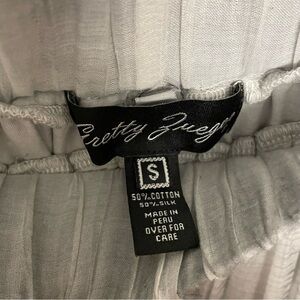 Pretty Juego
S
50% COTTON
50% SILK
MADE IN
PERU
OVER FOR
CARE